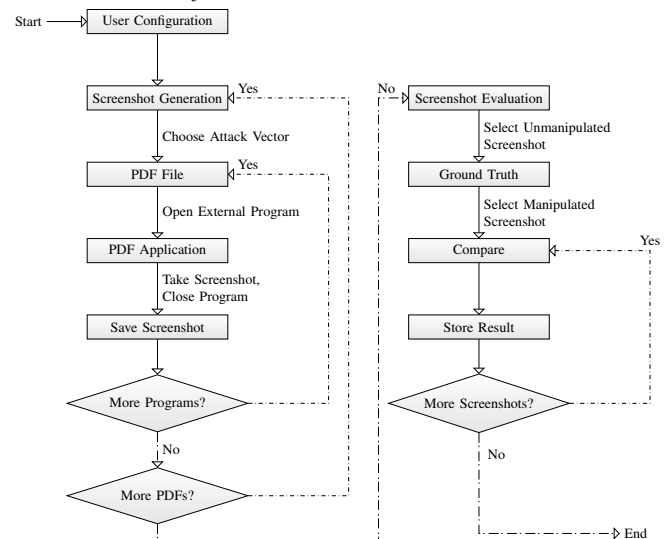 Start
User Configuration
Screenshot Generation
Yes
Choose Attack Vector
PDF File
Yes
Open External Program
PDF Application
Take Screenshot,
Close Program
Save Screenshot
More Programs?
No
More PDFs?
No
Screenshot Evaluation
Select Unmanipulated
Screenshot
Ground Truth
Select Manipulated
Screenshot
Compare
Yes
Store Result
More Screenshots?
No
End